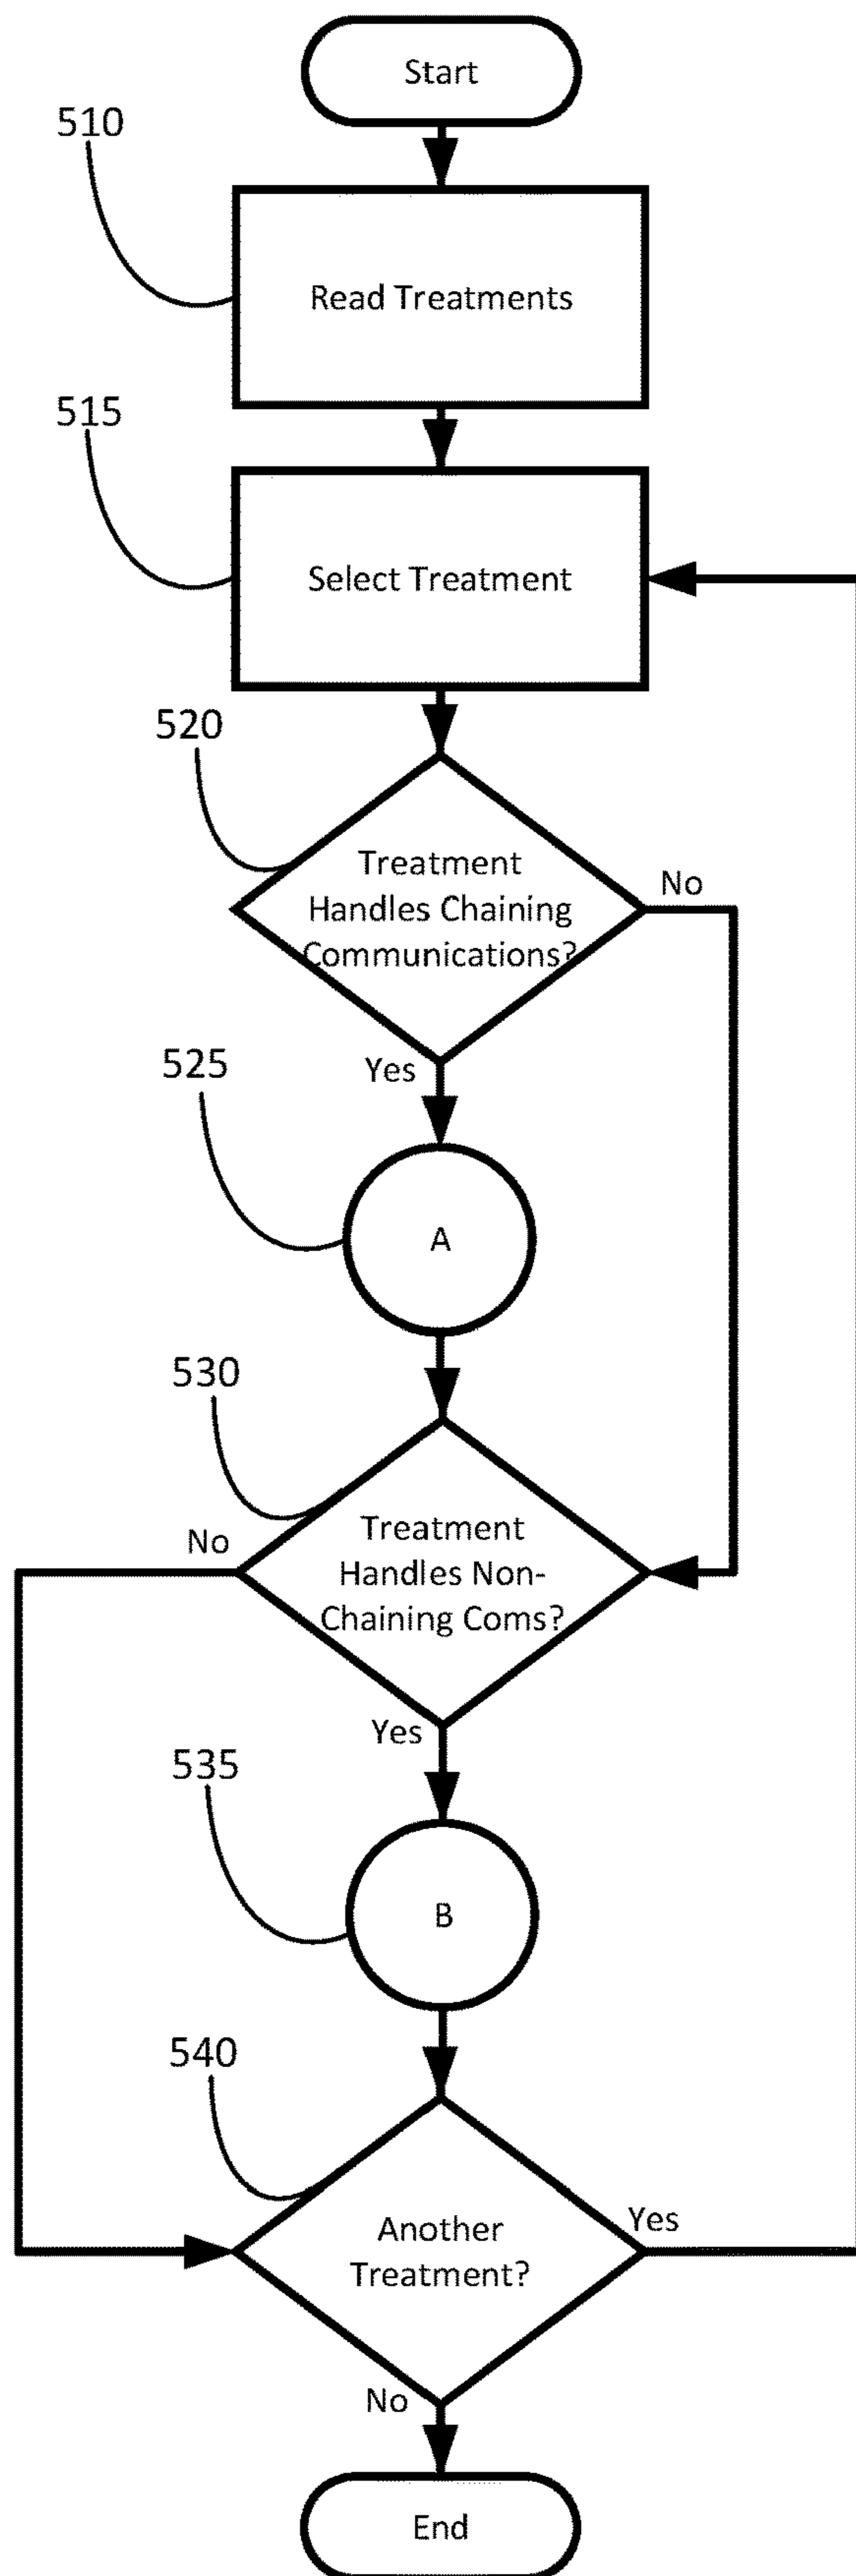 Start
510
Read Treatments
515
Select Treatment
520
Treatment
Handles Chaining
Communications?
No
Yes
525
A
530
Treatment
Handles Non-
Chaining Coms?
No
Yes
535
B
540
Another
Treatment?
Yes
No
End